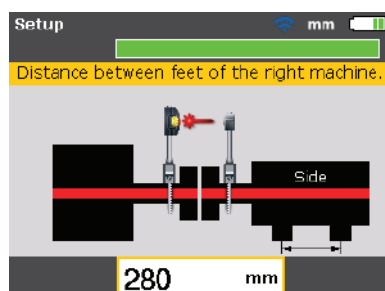 Setup mm
Distance between feet of the right machine.
Side
280 mm